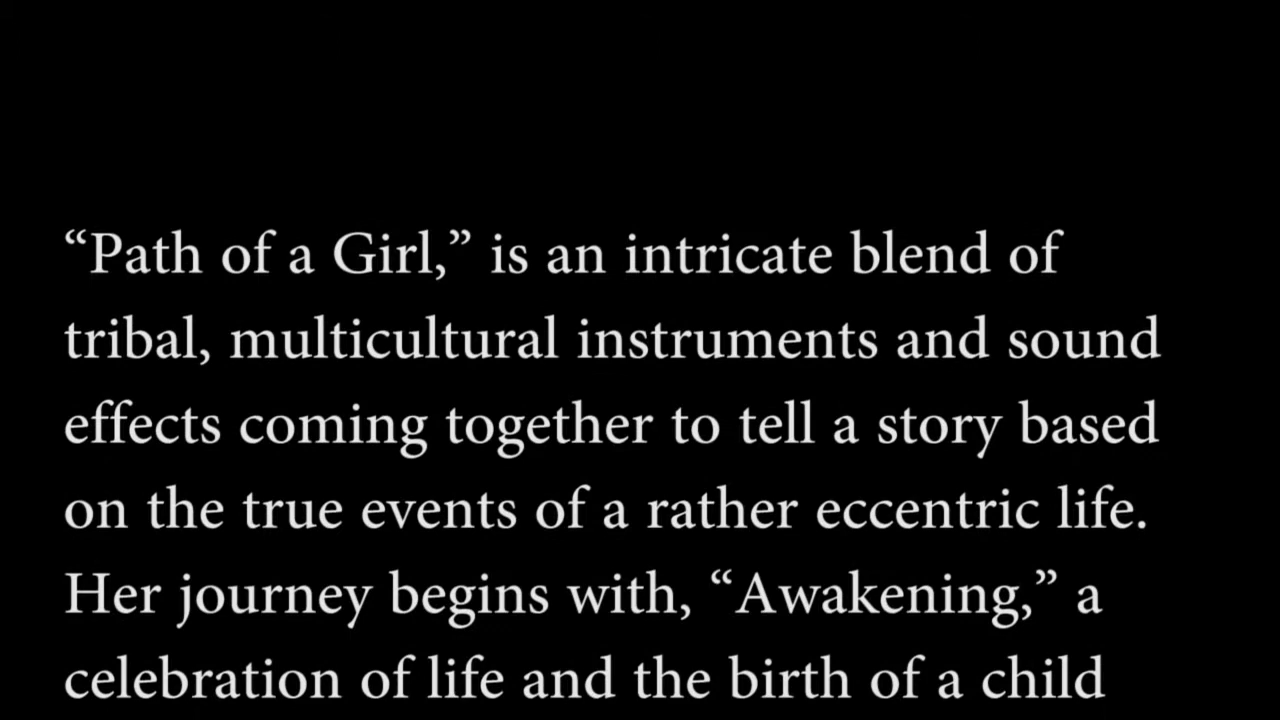 “Path of a Girl,” is an intricate blend of
tribal, multicultural instruments and sound
effects coming together to tell a story based
on the true events of a rather eccentric life.
Her journey begins with, “Awakening,” a
celebration of life and the birth of a child